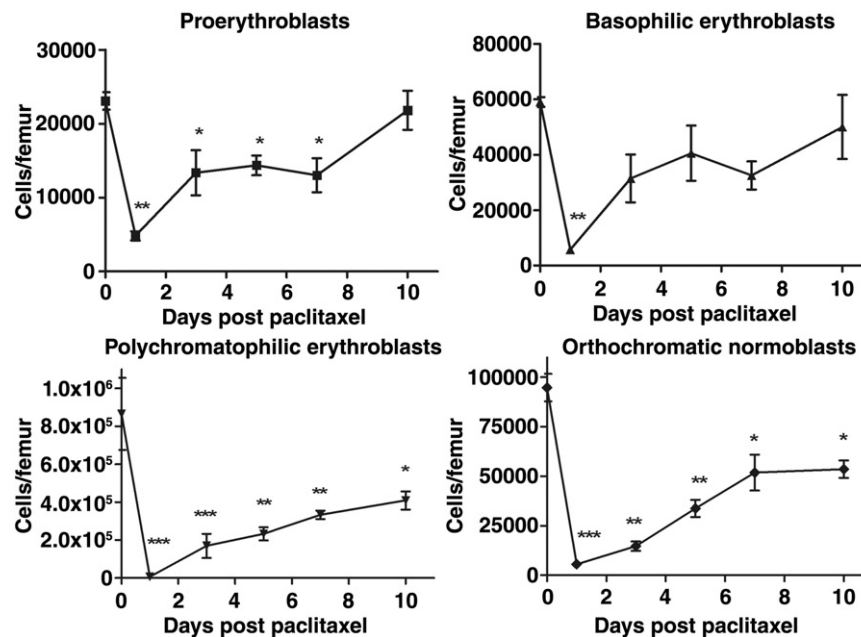 Proerythroblasts
30000
20000
10000
0
Cells/femur
**
*
*
*
0 2 4 6 8 10
Days post paclitaxel
Basophilic erythroblasts
80000
60000
40000
20000
0
Cells/femur
**
0 2 4 6 8 10
Days post paclitaxel
Polychromatophilic erythroblasts
1.0x10⁶
8.0x10⁵
6.0x10⁵
4.0x10⁵
2.0x10⁵
0
Cells/femur
***
***
**
**
*
0 2 4 6 8 10
Days post paclitaxel
Orthochromatic normoblasts
100000
75000
50000
25000
0
Cells/femur
***
**
**
*
*
0 2 4 6 8 10
Days post paclitaxel